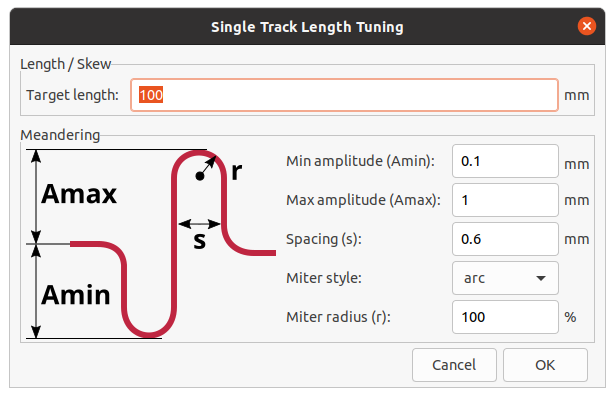 Single Track Length Tuning
Length / Skew
Target length: 100 mm
Meandering
Amax
Amin
r
s
Min amplitude (Amin): 0.1 mm
Max amplitude (Amax): 1 mm
Spacing (s): 0.6 mm
Miter style: arc
Miter radius (r): 100 %
Cancel OK